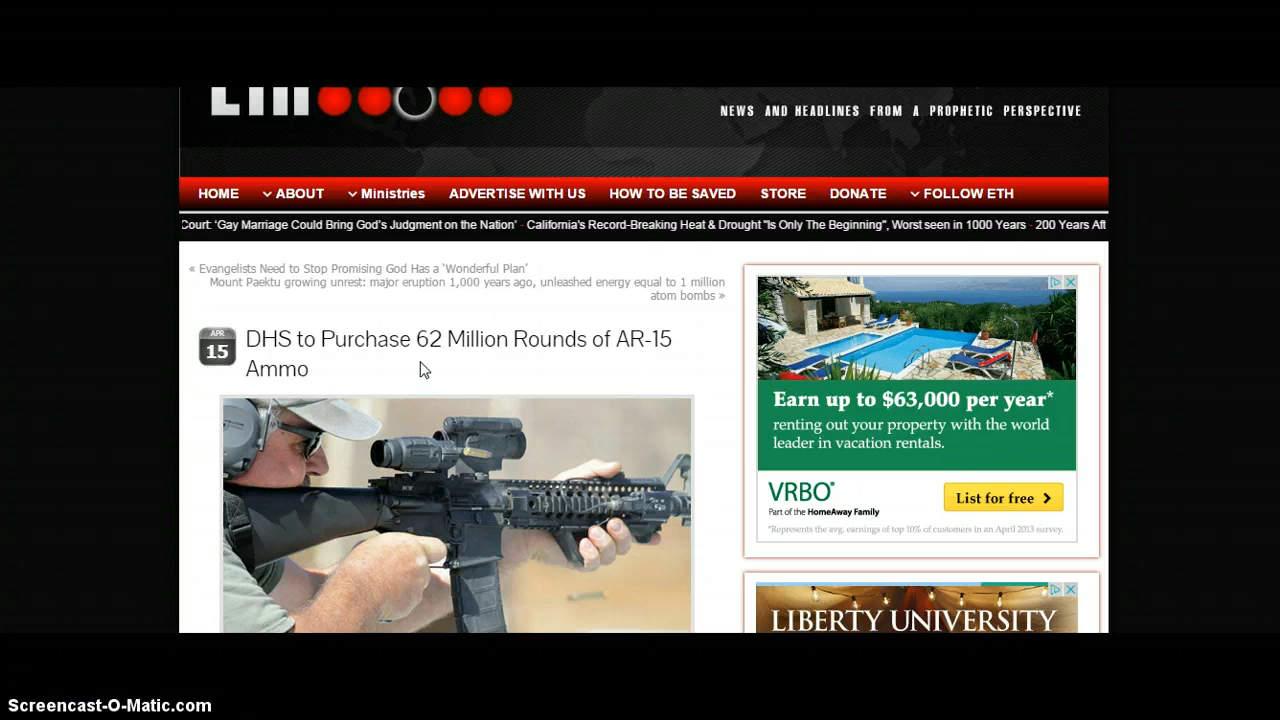 NEWS AND HEADLINES FROM A PROPHETIC PERSPECTIVE
HOME ABOUT Ministries ADVERTISE WITH US HOW TO BE SAVED STORE DONATE FOLLOW ETH
Court: ‘Gay Marriage Could Bring God’s Judgment on the Nation’ - California's Record-Breaking Heat & Drought "Is Only The Beginning", Worst seen in 1000 Years - 200 Years Aft
« Evangelists Need to Stop Promising God Has a ‘Wonderful Plan’
Mount Paektu growing unrest: major eruption 1,000 years ago, unleashed energy equal to 1 million
atom bombs »
APR
15
DHS to Purchase 62 Million Rounds of AR-15
Ammo
Earn up to $63,000 per year*
renting out your property with the world
leader in vacation rentals.
VRBO®
Part of the HomeAway Family
List for free
*Represents the avg. earnings of top 10% of customers in an April 2013 survey.
LIBERTY UNIVERSITY
Screencast-O-Matic.com